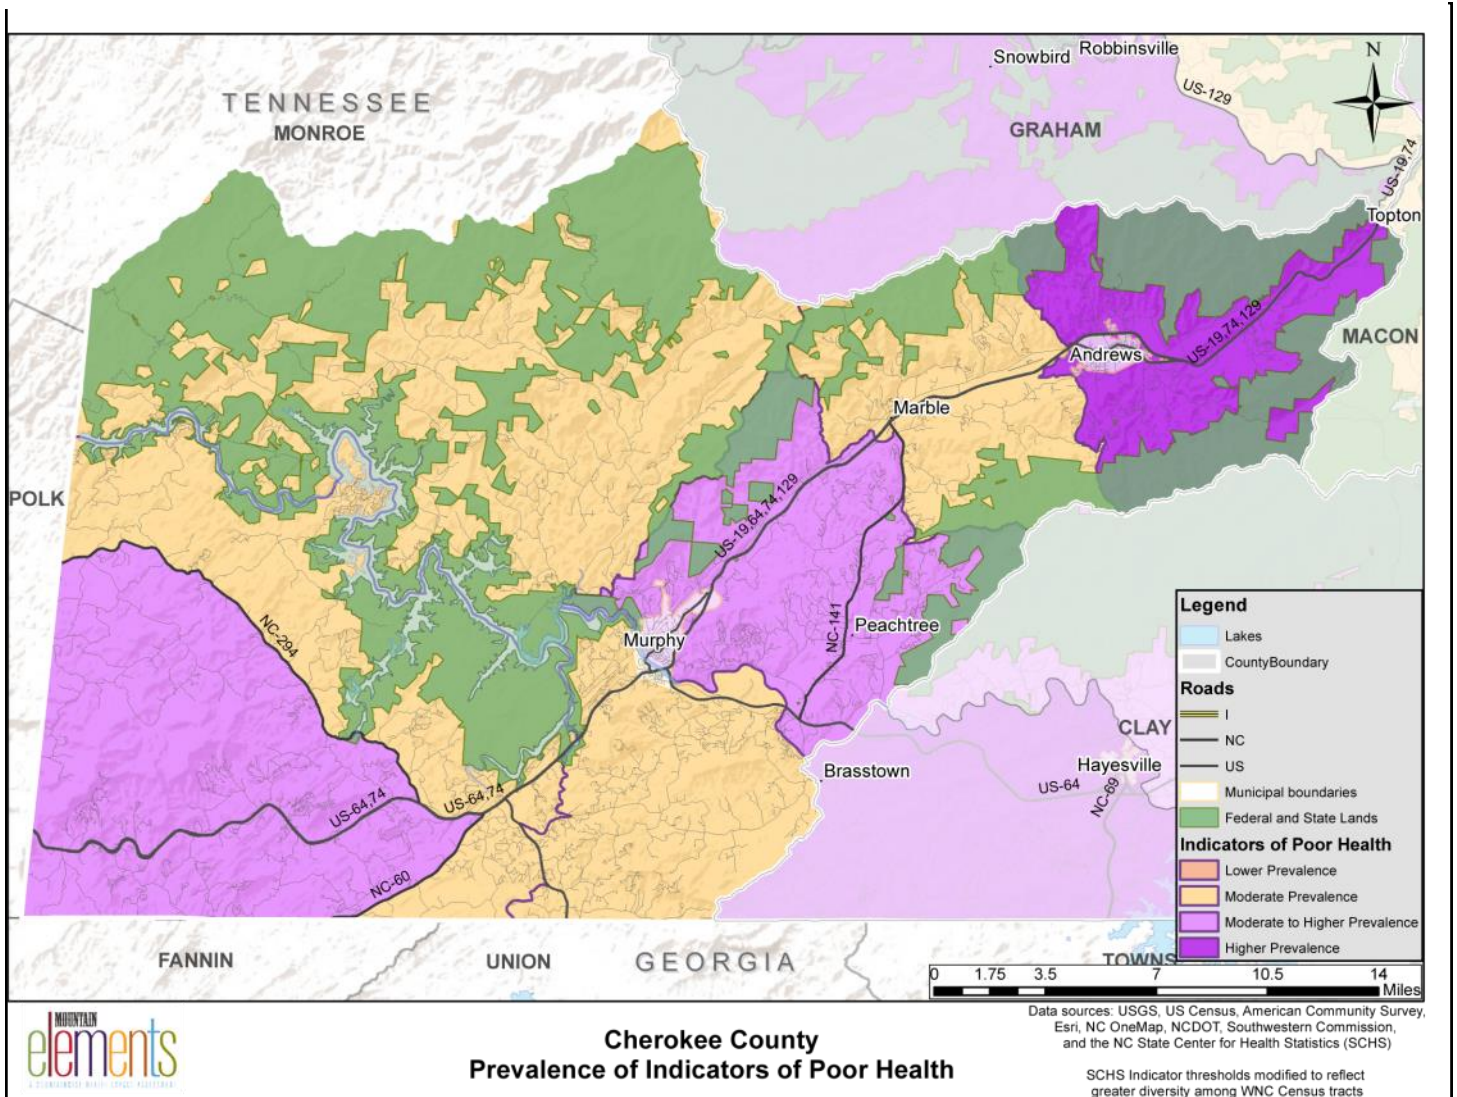 Snowbird
Robbinsville
N
TENNESSEE
MONROE
US-129
GRAHAM
US-19,74
Topton
MACON
US-19,74,129
Andrews
Marble
POLK
US-19,64,74,129
NC-294
Murphy
NC-141
Peachtree
CLAY
Brasstown
Hayesville
US-64
NC-69
US-64,74
US-64,74
NC-60
Legend
Lakes
CountyBoundary
Roads
I
NC
US
Municipal boundaries
Federal and State Lands
Indicators of Poor Health
Lower Prevalence
Moderate Prevalence
Moderate to Higher Prevalence
Higher Prevalence
FANNIN
UNION
GEORGIA
TOWNS
0 1.75 3.5 7 10.5 14
Miles
MOUNTAIN
elements
Cherokee County
Prevalence of Indicators of Poor Health
Data sources: USGS, US Census, American Community Survey,
Esri, NC OneMap, NCDOT, Southwestern Commission,
and the NC State Center for Health Statistics (SCHS)
SCHS Indicator thresholds modified to reflect
greater diversity among WNC Census tracts